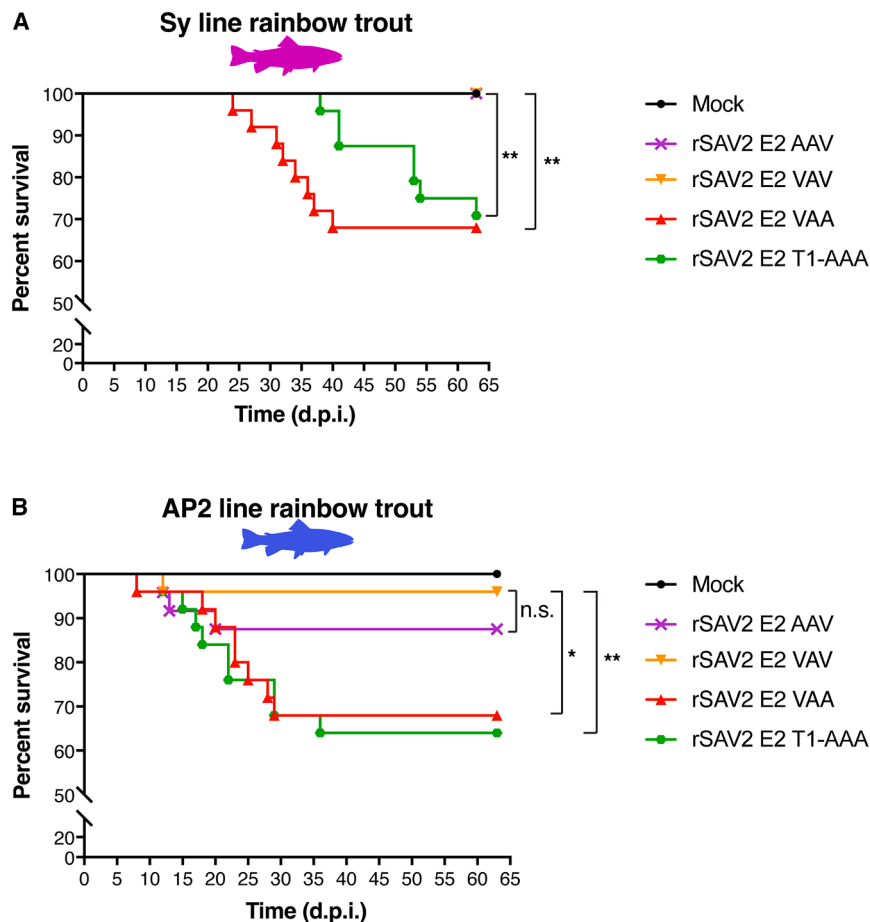 A
Sy line rainbow trout
Percent survival
100
90
80
70
60
50
20
0
0 5 10 15 20 25 30 35 40 45 50 55 60 65
Time (d.p.i.)
**
**
Mock
rSAV2 E2 AAV
rSAV2 E2 VAV
rSAV2 E2 VAA
rSAV2 E2 T1-AAA
B
AP2 line rainbow trout
Percent survival
100
90
80
70
60
50
20
0
0 5 10 15 20 25 30 35 40 45 50 55 60 65
Time (d.p.i.)
n.s.
*
**
Mock
rSAV2 E2 AAV
rSAV2 E2 VAV
rSAV2 E2 VAA
rSAV2 E2 T1-AAA